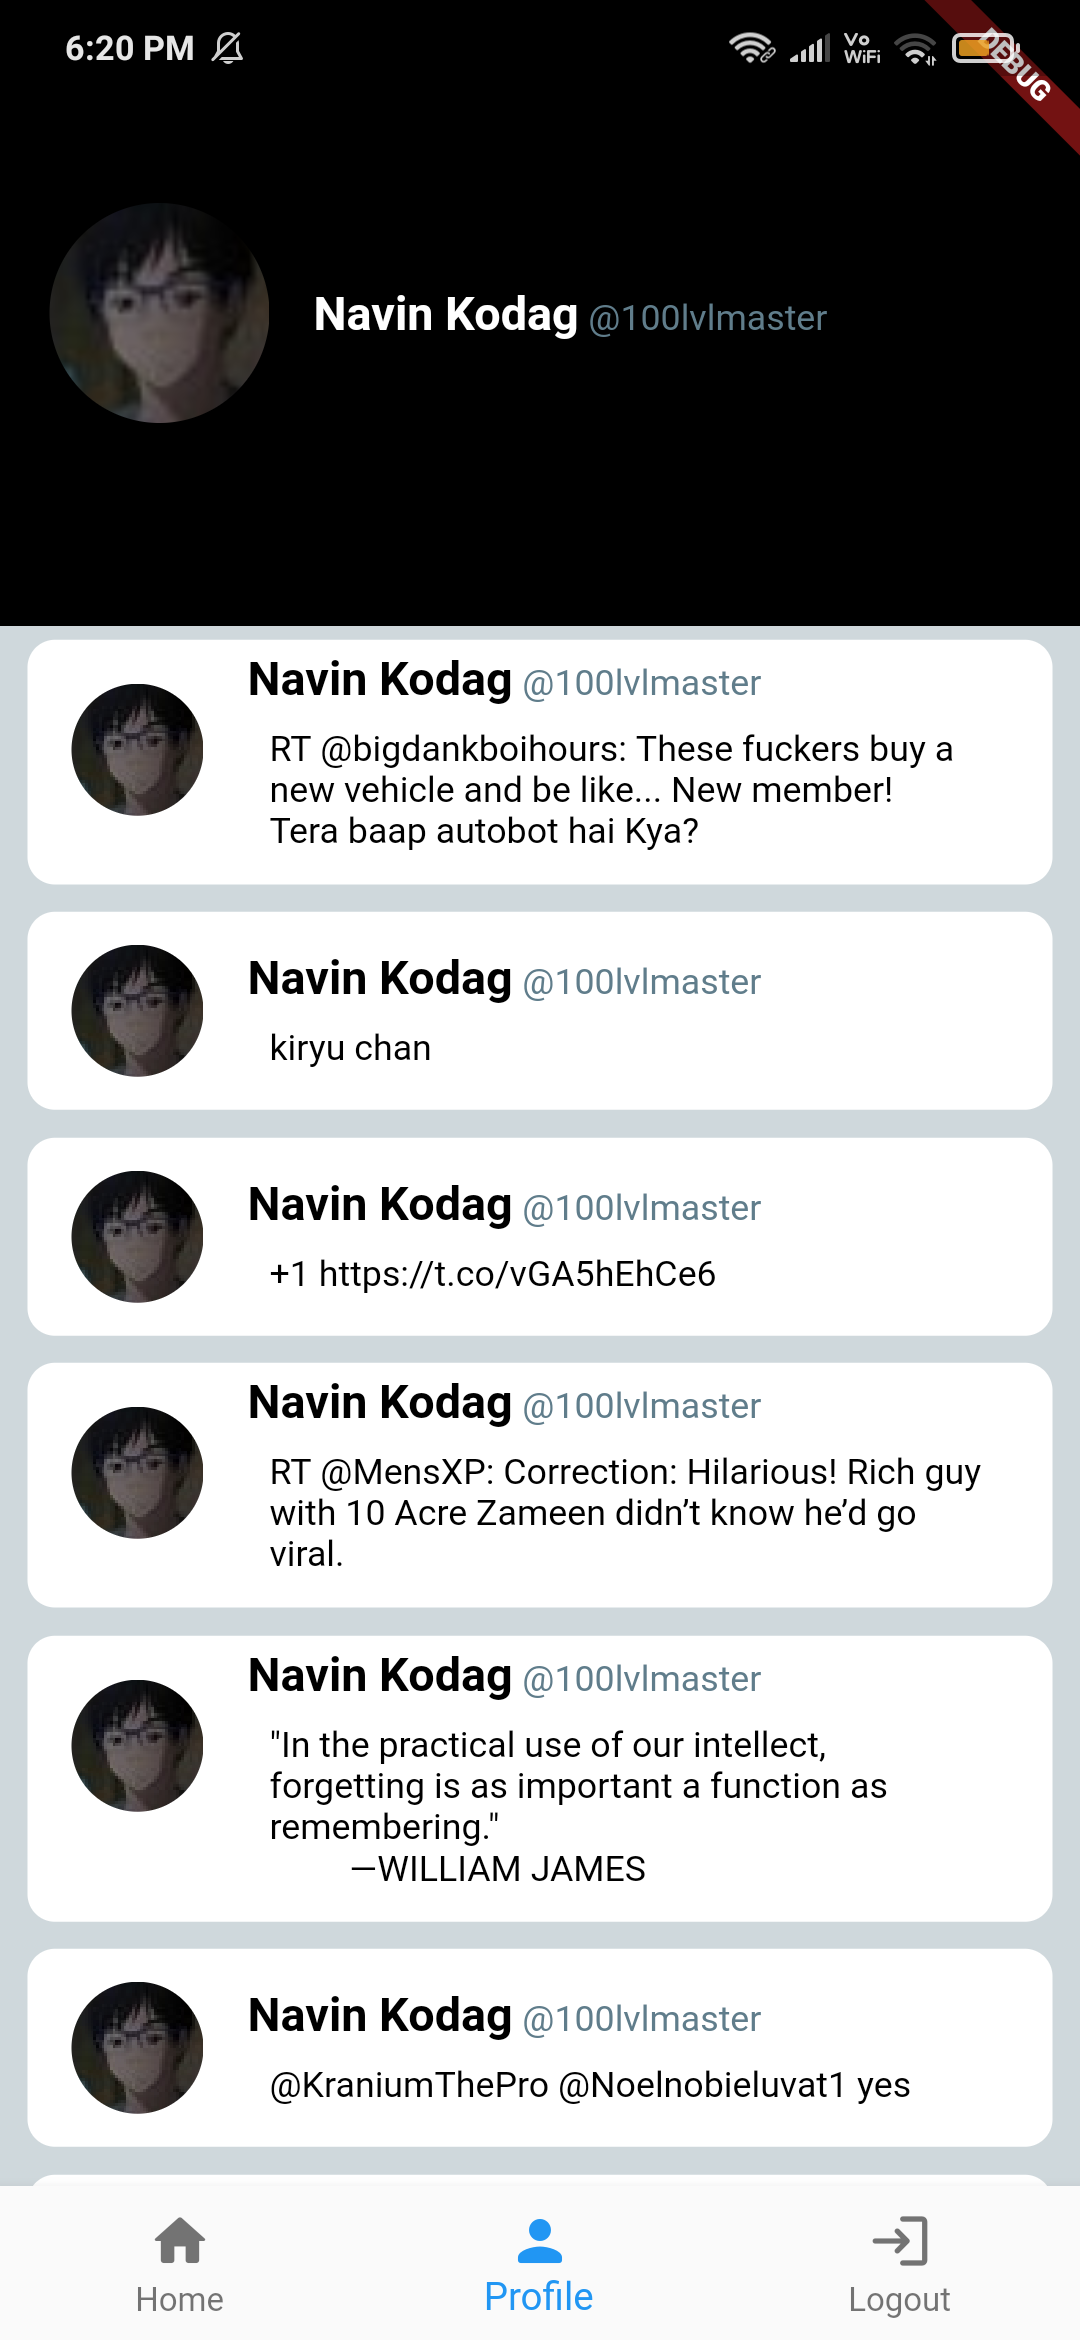 6:20 PM
Vo
WiFi
DEBUG
Navin Kodag @100lvlmaster
Navin Kodag @100lvlmaster
RT @bigdankboihours: These fuckers buy a
new vehicle and be like... New member!
Tera baap autobot hai Kya?
Navin Kodag @100lvlmaster
kiryu chan
Navin Kodag @100lvlmaster
+1 https://t.co/vGA5hEhCe6
Navin Kodag @100lvlmaster
RT @MensXP: Correction: Hilarious! Rich guy
with 10 Acre Zameen didn’t know he’d go
viral.
Navin Kodag @100lvlmaster
"In the practical use of our intellect,
forgetting is as important a function as
remembering."
—WILLIAM JAMES
Navin Kodag @100lvlmaster
@KraniumThePro @Noelnobieluvat1 yes
Home
Profile
Logout